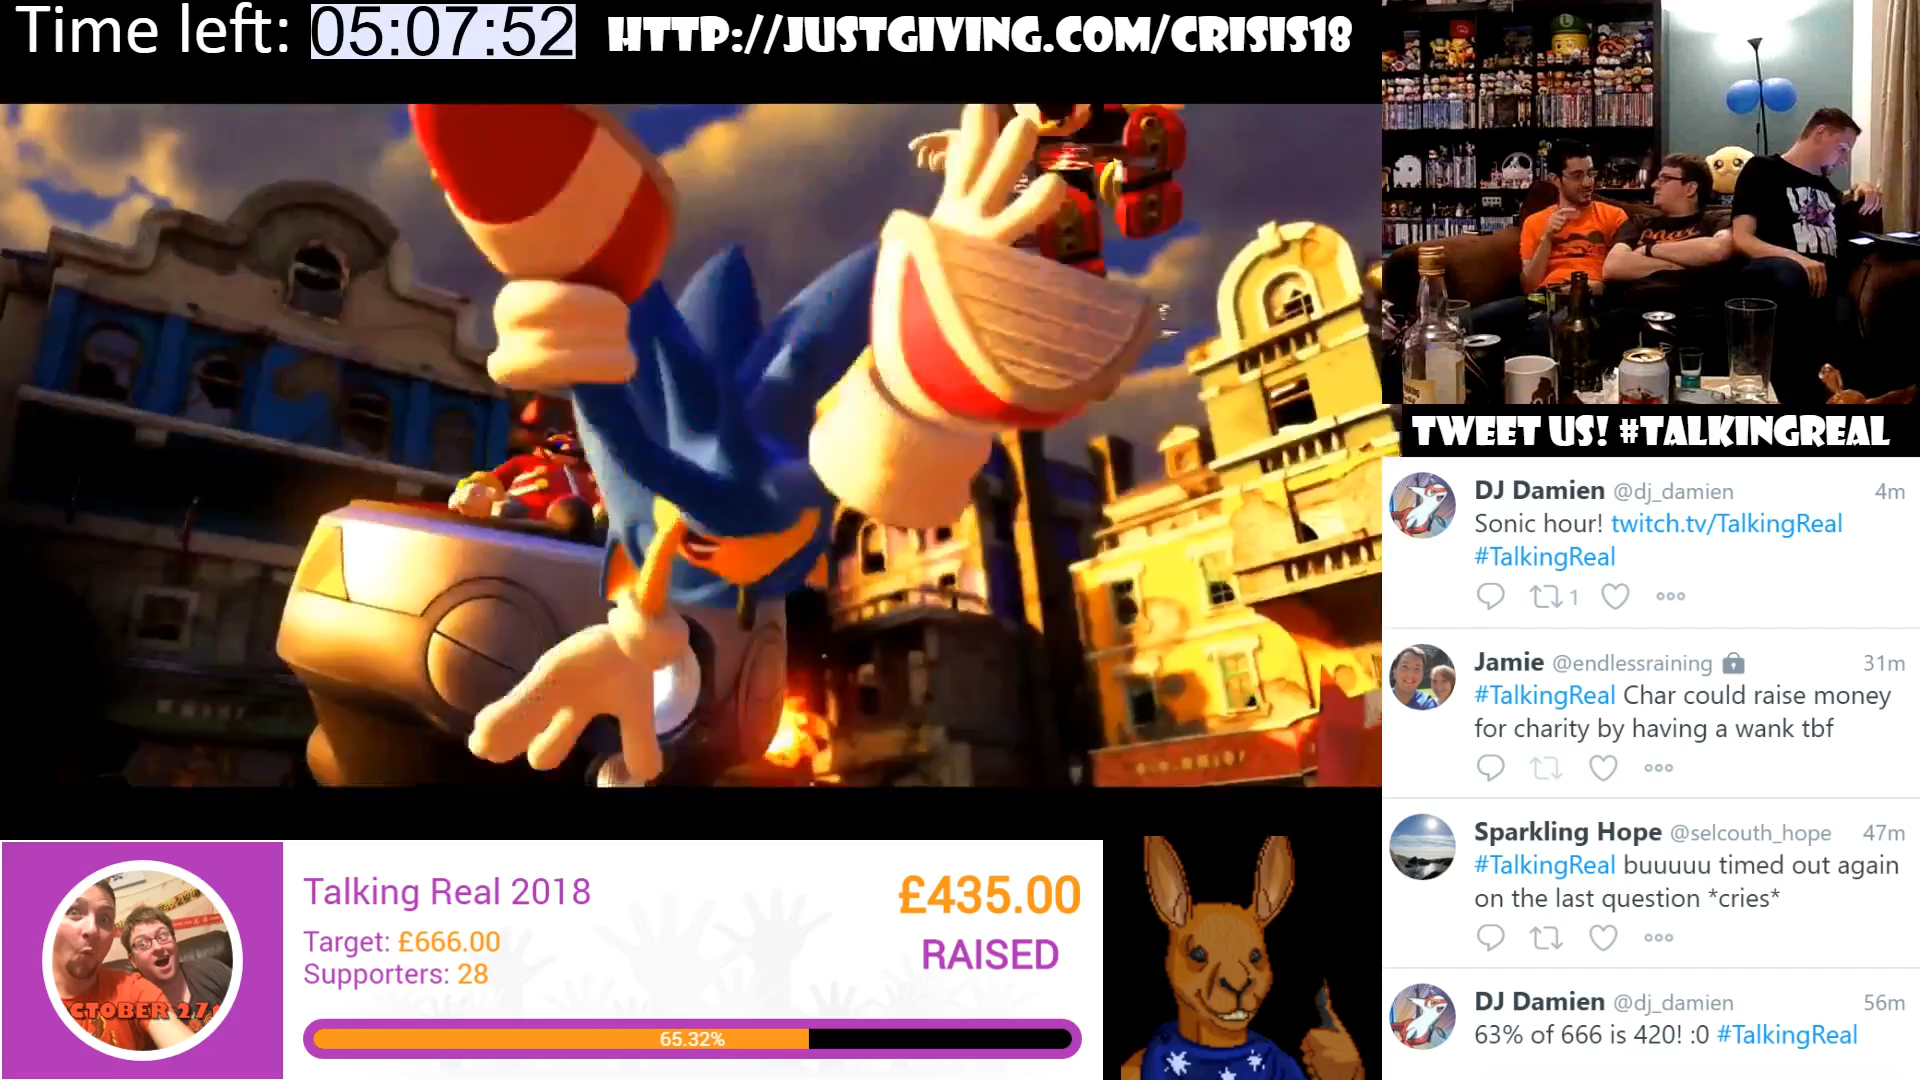 Time left: 05:07:52
HTTP://JUSTGIVING.COM/CRISIS18
TWEET US! #TALKINGREAL
DJ Damien @dj_damien 4m
Sonic hour! twitch.tv/TalkingReal
#TalkingReal
1
Jamie @endlessraining 31m
#TalkingReal Char could raise money
for charity by having a wank tbf
Sparkling Hope @selcouth_hope 47m
#TalkingReal buuuuu timed out again
on the last question *cries*
DJ Damien @dj_damien 56m
63% of 666 is 420! :0 #TalkingReal
Talking Real 2018
Target: £666.00
Supporters: 28
£435.00
RAISED
65.32%
CTOBER 27